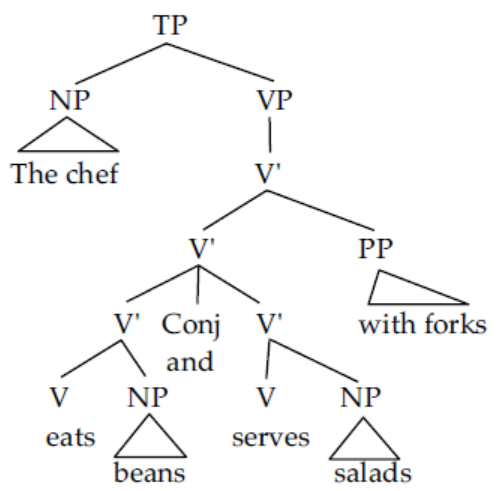 TP
NP VP
The chef
V'
V' PP
with forks
V' Conj V'
and
V NP V NP
eats serves
beans salads